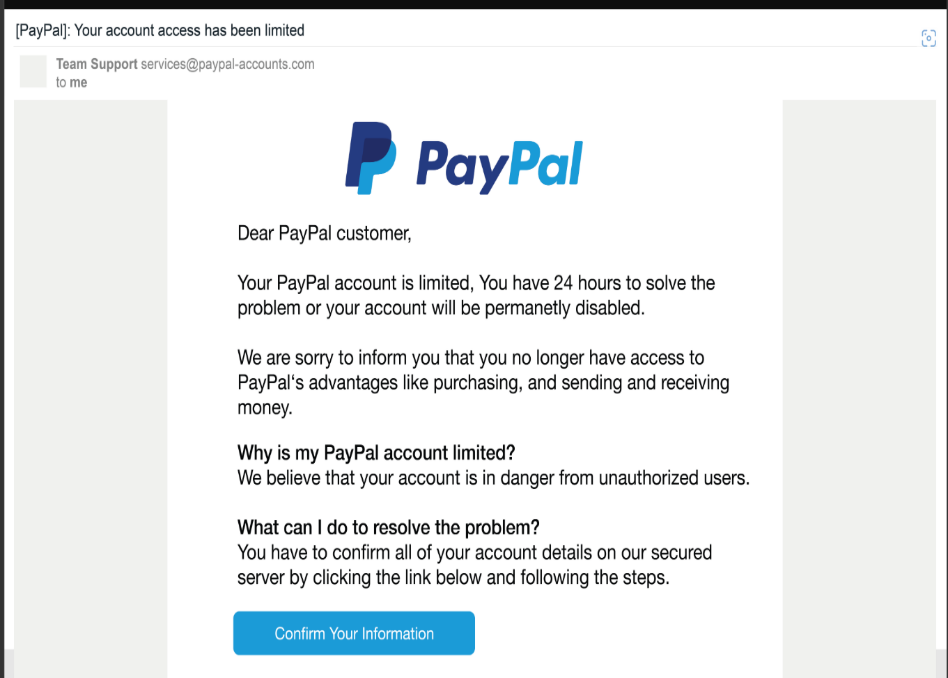 [PayPal]: Your account access has been limited
Team Support services@paypal-accounts.com
to me
PayPal
Dear PayPal customer,
Your PayPal account is limited, You have 24 hours to solve the
problem or your account will be permanetly disabled.
We are sorry to inform you that you no longer have access to
PayPal‘s advantages like purchasing, and sending and receiving
money.
Why is my PayPal account limited?
We believe that your account is in danger from unauthorized users.
What can I do to resolve the problem?
You have to confirm all of your account details on our secured
server by clicking the link below and following the steps.
Confirm Your Information